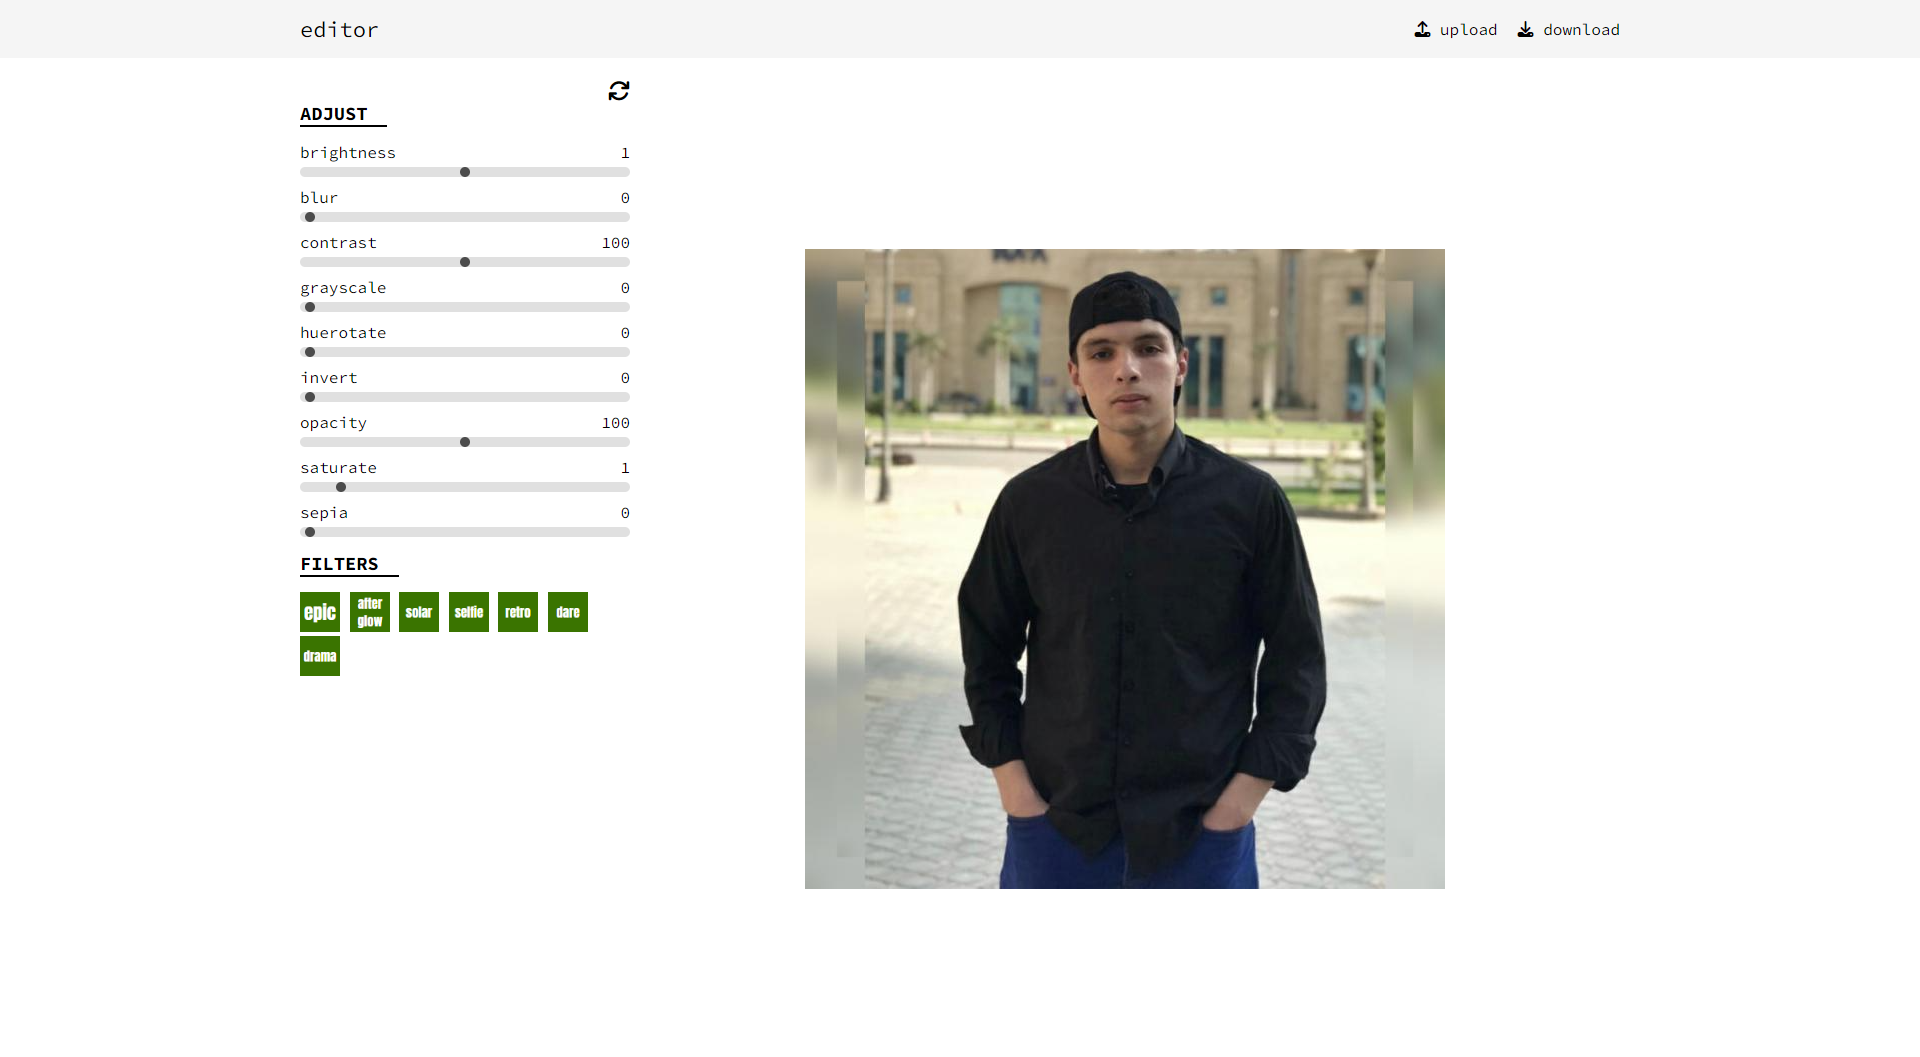 editor
upload download
ADJUST
brightness 1
blur 0
contrast 100
grayscale 0
huerotate 0
invert 0
opacity 100
saturate 1
sepia 0
FILTERS
epic after glow solar selfie retro dare
drama